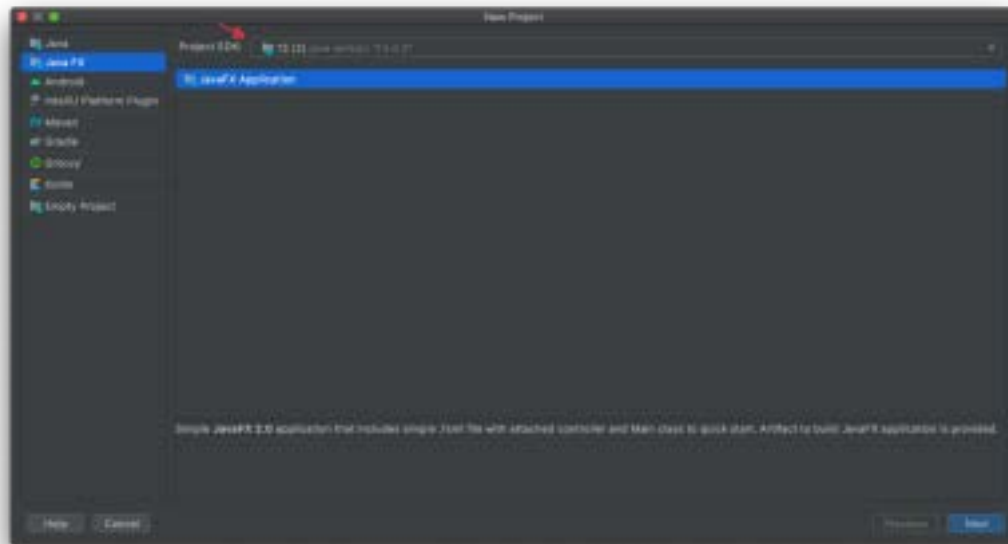 New Project
Java
Project SDK:
Java FX
JavaFX Application
Android
IntelliJ Platform Plugin
Maven
Gradle
Groovy
Kotlin
Empty Project
Simple JavaFX 2.0 application that includes simple .fxml file with attached controller and Main class to quick start. Artifact to build JavaFX application is provided.
Help
Cancel
Previous
Next